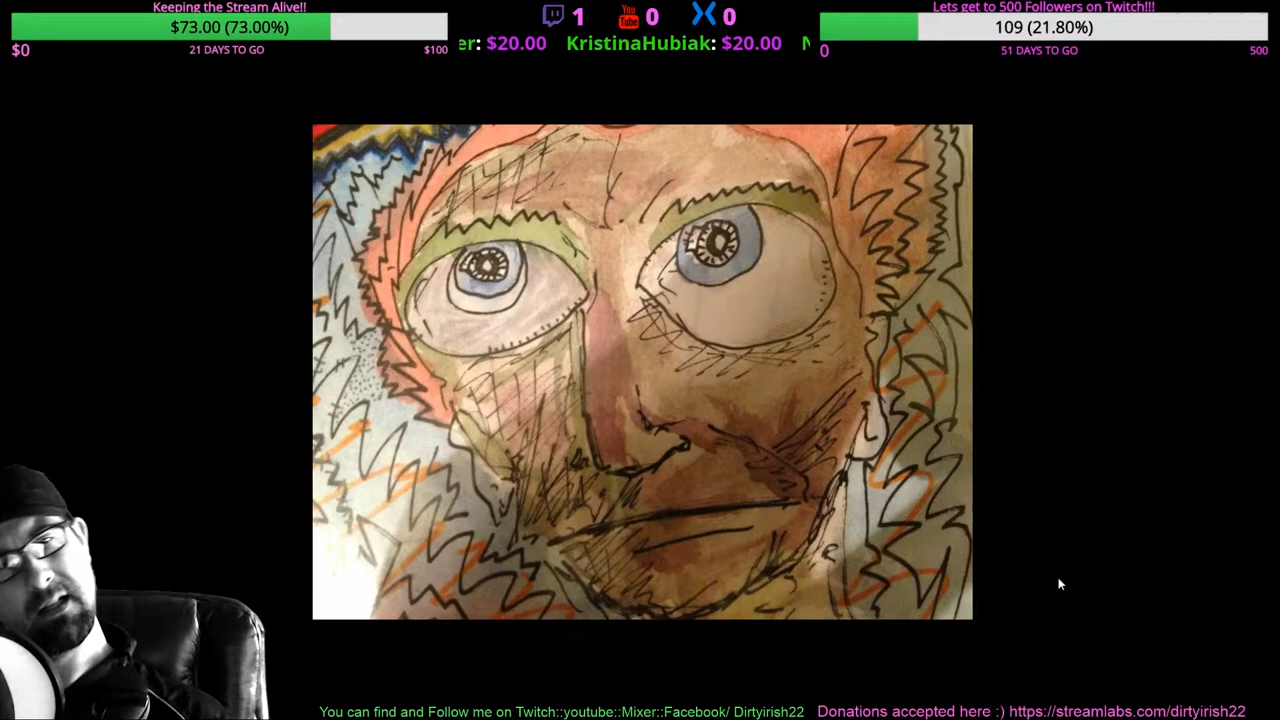 Keeping the Stream Alive!!
$73.00 (73.00%)
$0 21 DAYS TO GO $100
1 0 0
You Tube
er: $20.00 KristinaHubiak: $20.00 N
Lets get to 500 Followers on Twitch!!!
109 (21.80%)
0 51 DAYS TO GO 500
You can find and Follow me on Twitch::youtube::Mixer::Facebook/ Dirtyirish22
Donations accepted here :) https://streamlabs.com/dirtyirish22